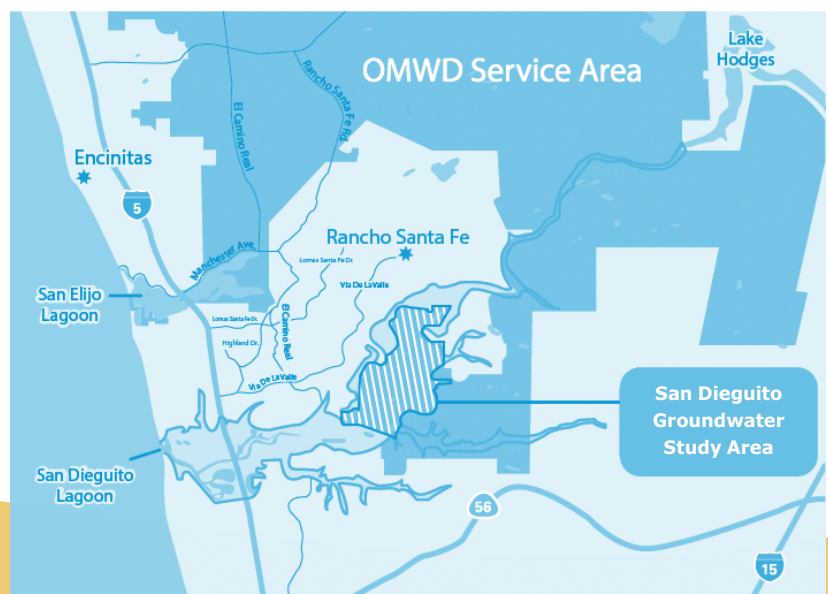 Lake
Hodges
OMWD Service Area
Rancho Santa Fe Rd.
El Camino Real
Encinitas
5
Rancho Santa Fe
Manchester Ave.
Lomas Santa Fe Dr.
Via De La Valle
San Elijo
Lagoon
El Camino Real
Lomas Santa Fe Dr.
Highland Dr.
Via De La Valle
San Dieguito
Groundwater
Study Area
San Dieguito
Lagoon
56
15